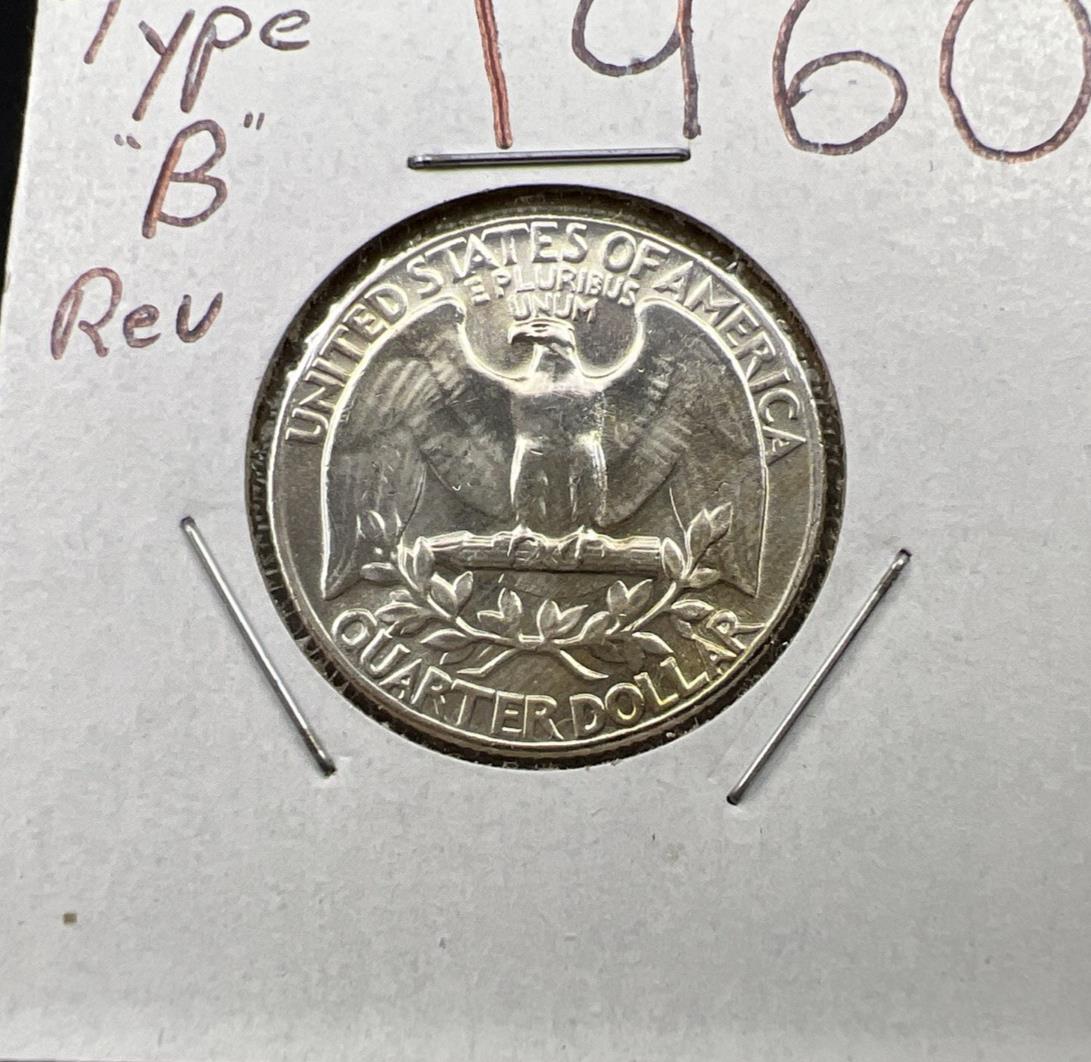 Type
1960
"B"
Rev
UNITED STATES OF AMERICA
E PLURIBUS
UNUM
QUARTER DOLLAR